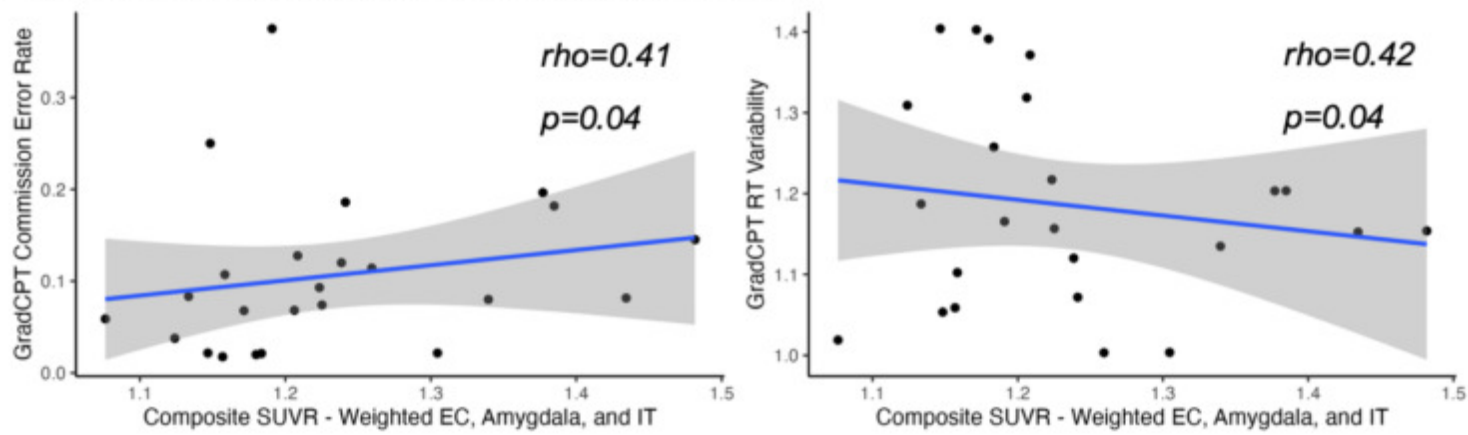 GradCPT Commission Error Rate
0.3
0.2
0.1
0.0
1.1 1.2 1.3 1.4 1.5
Composite SUVR - Weighted EC, Amygdala, and IT
rho=0.41
p=0.04
GradCPT RT Variability
1.4
1.3
1.2
1.1
1.0
1.1 1.2 1.3 1.4 1.5
Composite SUVR - Weighted EC, Amygdala, and IT
rho=0.42
p=0.04